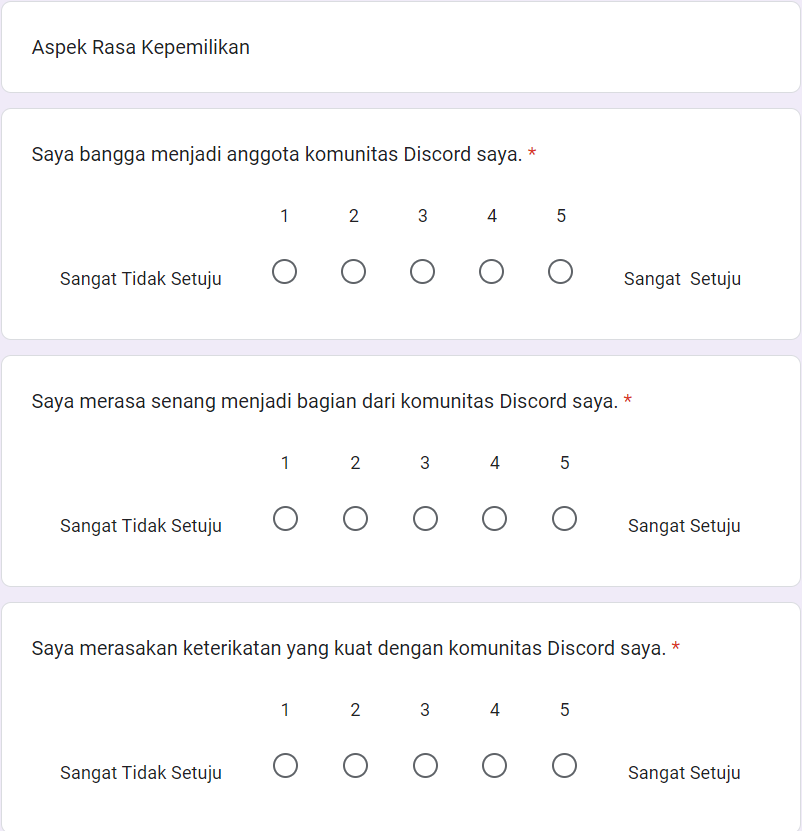 Aspek Rasa Kepemilikan
Saya bangga menjadi anggota komunitas Discord saya. *
1 2 3 4 5
Sangat Tidak Setuju Sangat  Setuju
Saya merasa senang menjadi bagian dari komunitas Discord saya. *
1 2 3 4 5
Sangat Tidak Setuju Sangat Setuju
Saya merasakan keterikatan yang kuat dengan komunitas Discord saya. *
1 2 3 4 5
Sangat Tidak Setuju Sangat Setuju